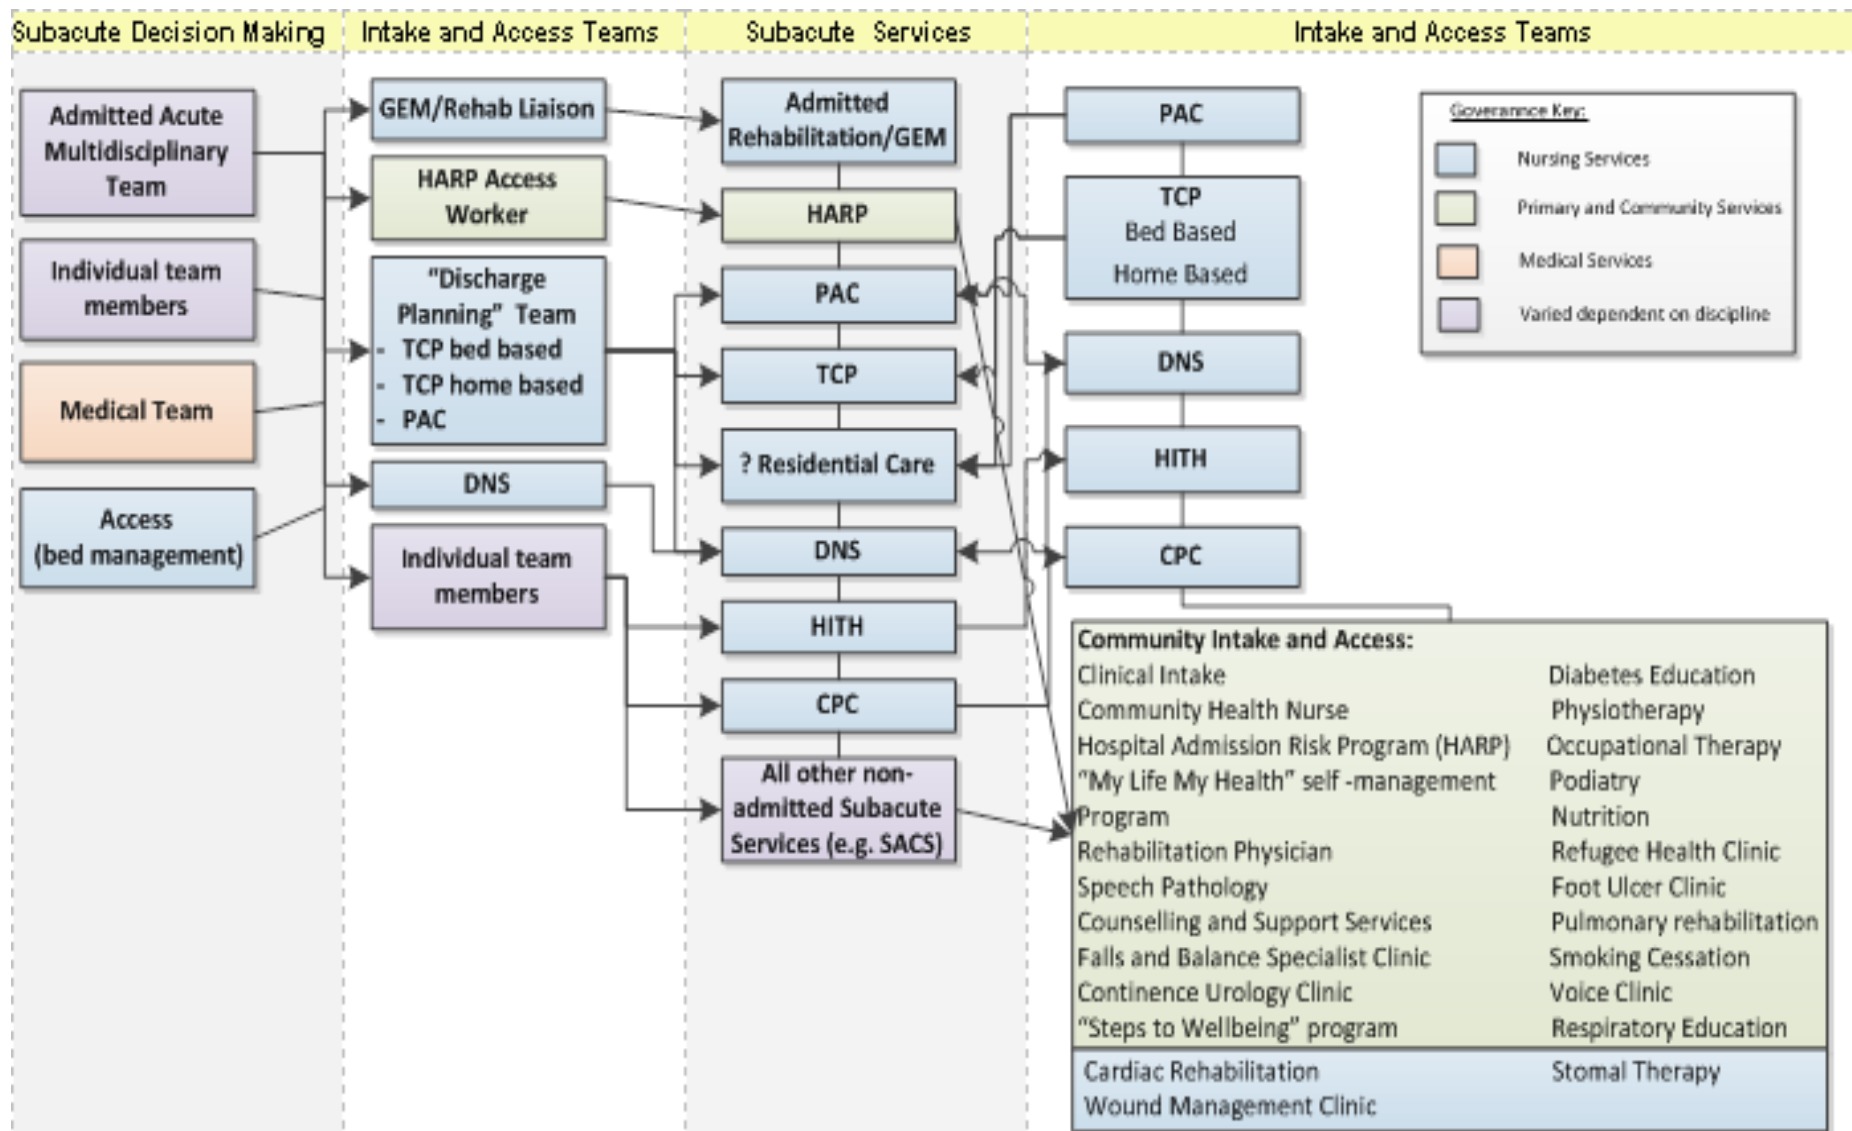 Subacute Decision Making
Intake and Access Teams
Subacute Services
Intake and Access Teams
Admitted Acute
Multidisciplinary
Team
Individual team
members
Medical Team
Access
(bed management)
GEM/Rehab Liaison
HARP Access
Worker
"Discharge
Planning" Team
- TCP bed based
- TCP home based
- PAC
DNS
Individual team
members
Admitted
Rehabilitation/GEM
HARP
PAC
TCP
? Residential Care
DNS
HITH
CPC
All other non-
admitted Subacute
Services (e.g. SACS)
PAC
TCP
Bed Based
Home Based
DNS
HITH
CPC
Governance Key:
Nursing Services
Primary and Community Services
Medical Services
Varied dependent on discipline
Community Intake and Access:
Clinical Intake
Community Health Nurse
Hospital Admission Risk Program (HARP)
"My Life My Health" self -management
Program
Rehabilitation Physician
Speech Pathology
Counselling and Support Services
Falls and Balance Specialist Clinic
Continence Urology Clinic
"Steps to Wellbeing" program
Diabetes Education
Physiotherapy
Occupational Therapy
Podiatry
Nutrition
Refugee Health Clinic
Foot Ulcer Clinic
Pulmonary rehabilitation
Smoking Cessation
Voice Clinic
Respiratory Education
Cardiac Rehabilitation
Wound Management Clinic
Stomal Therapy